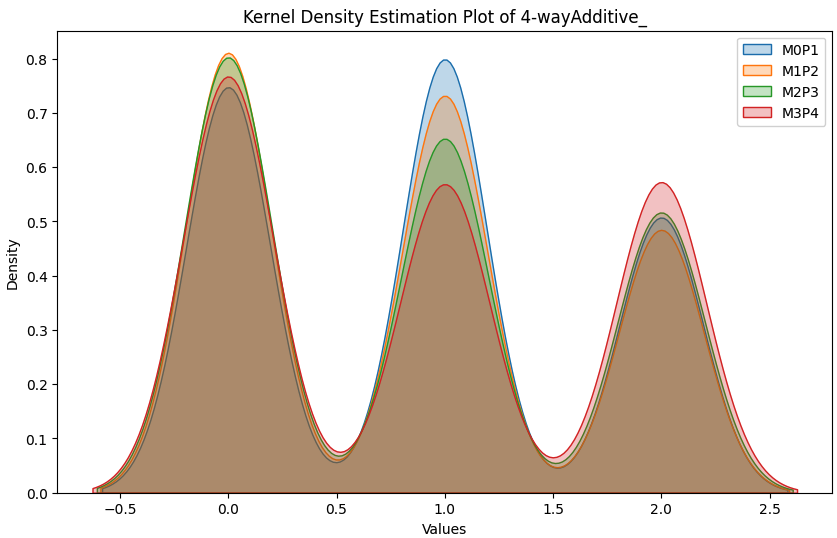 Kernel Density Estimation Plot of 4-wayAdditive_
M0P1
M1P2
M2P3
M3P4
Density
0.8
0.7
0.6
0.5
0.4
0.3
0.2
0.1
0.0
−0.5 0.0 0.5 1.0 1.5 2.0 2.5
Values